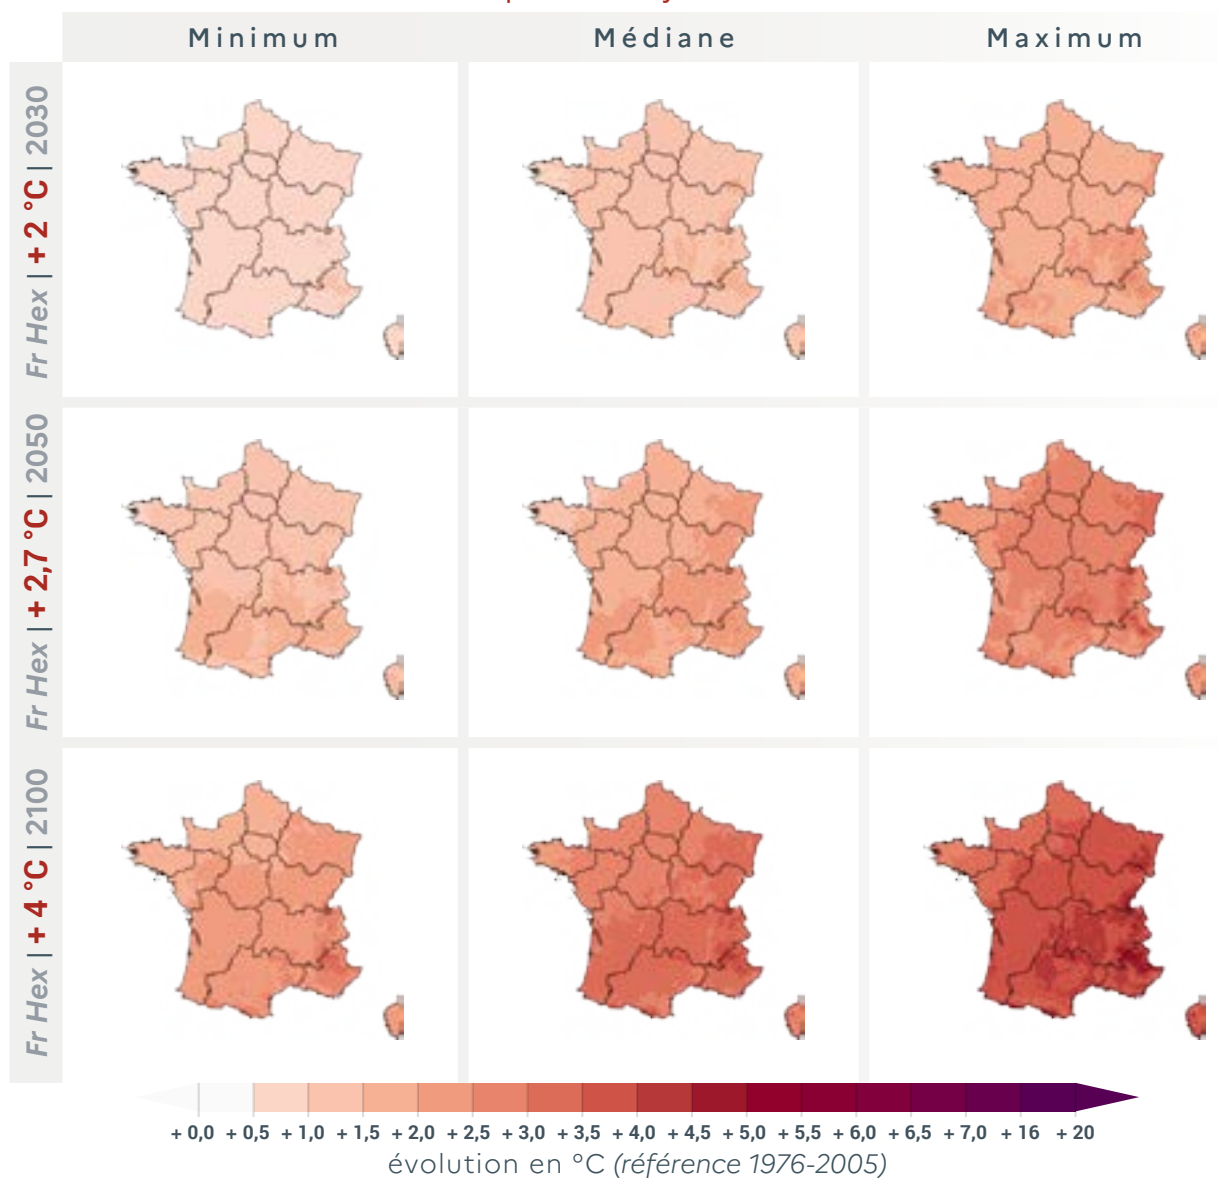 Minimum Médiane Maximum
Fr Hex | + 2 °C | 2030
Fr Hex | + 2,7 °C | 2050
Fr Hex | + 4 °C | 2100
+ 0,0 + 0,5 + 1,0 + 1,5 + 2,0 + 2,5 + 3,0 + 3,5 + 4,0 + 4,5 + 5,0 + 5,5 + 6,0 + 6,5 + 7,0 + 16 + 20
évolution en °C (référence 1976-2005)